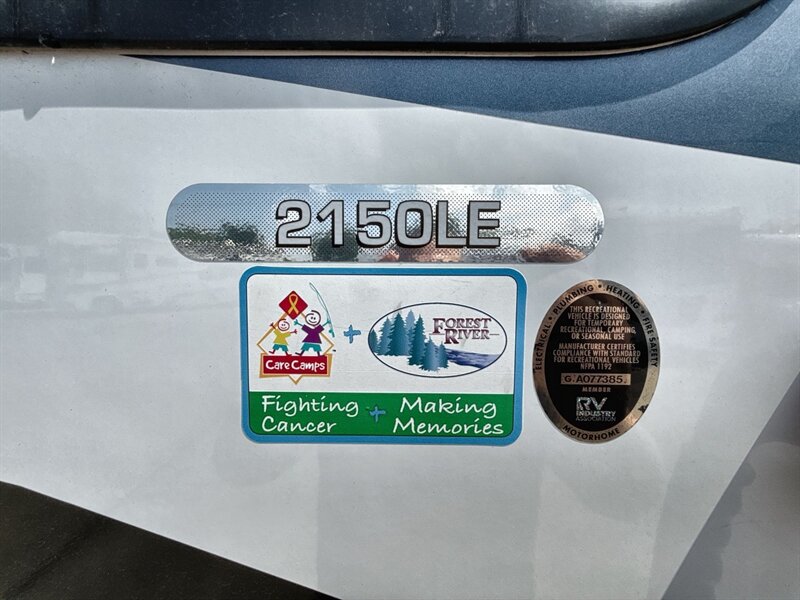 2150LE
Care Camps
+
FOREST
RIVER
Fighting + Making
Cancer Memories
ELECTRICAL • PLUMBING • HEATING • FIRE SAFETY
THIS RECREATIONAL
VEHICLE IS DESIGNED
FOR TEMPORARY
RECREATIONAL, CAMPING,
OR SEASONAL USE
MANUFACTURER CERTIFIES
COMPLIANCE WITH STANDARD
FOR RECREATIONAL VEHICLES
NFPA 1192
G.A077385.
MEMBER
RV
INDUSTRY
ASSOCIATION
MOTORHOME